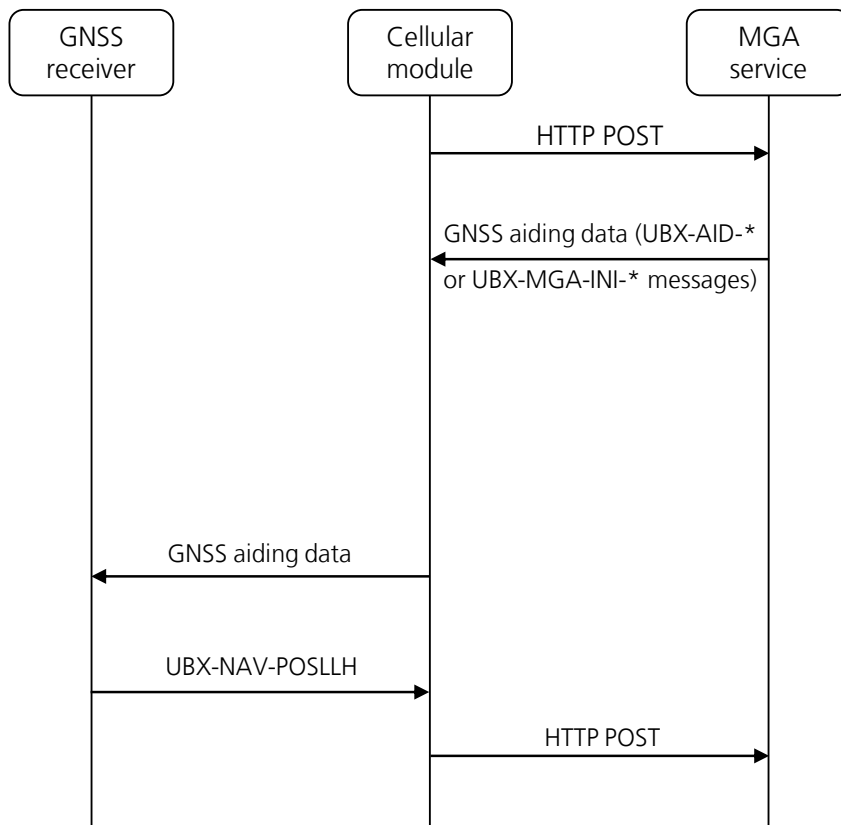 GNSS
receiver
Cellular
module
MGA
service
HTTP POST
GNSS aiding data (UBX-AID-*
or UBX-MGA-INI-* messages)
GNSS aiding data
UBX-NAV-POSLLH
HTTP POST